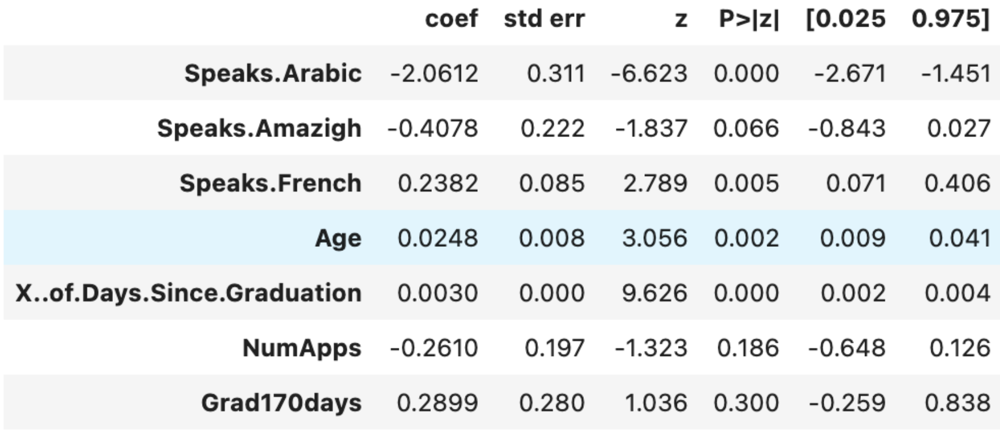 coef std err z P>|z| [0.025 0.975]
Speaks.Arabic -2.0612 0.311 -6.623 0.000 -2.671 -1.451
Speaks.Amazigh -0.4078 0.222 -1.837 0.066 -0.843 0.027
Speaks.French 0.2382 0.085 2.789 0.005 0.071 0.406
Age 0.0248 0.008 3.056 0.002 0.009 0.041
X..of.Days.Since.Graduation 0.0030 0.000 9.626 0.000 0.002 0.004
NumApps -0.2610 0.197 -1.323 0.186 -0.648 0.126
Grad170days 0.2899 0.280 1.036 0.300 -0.259 0.838